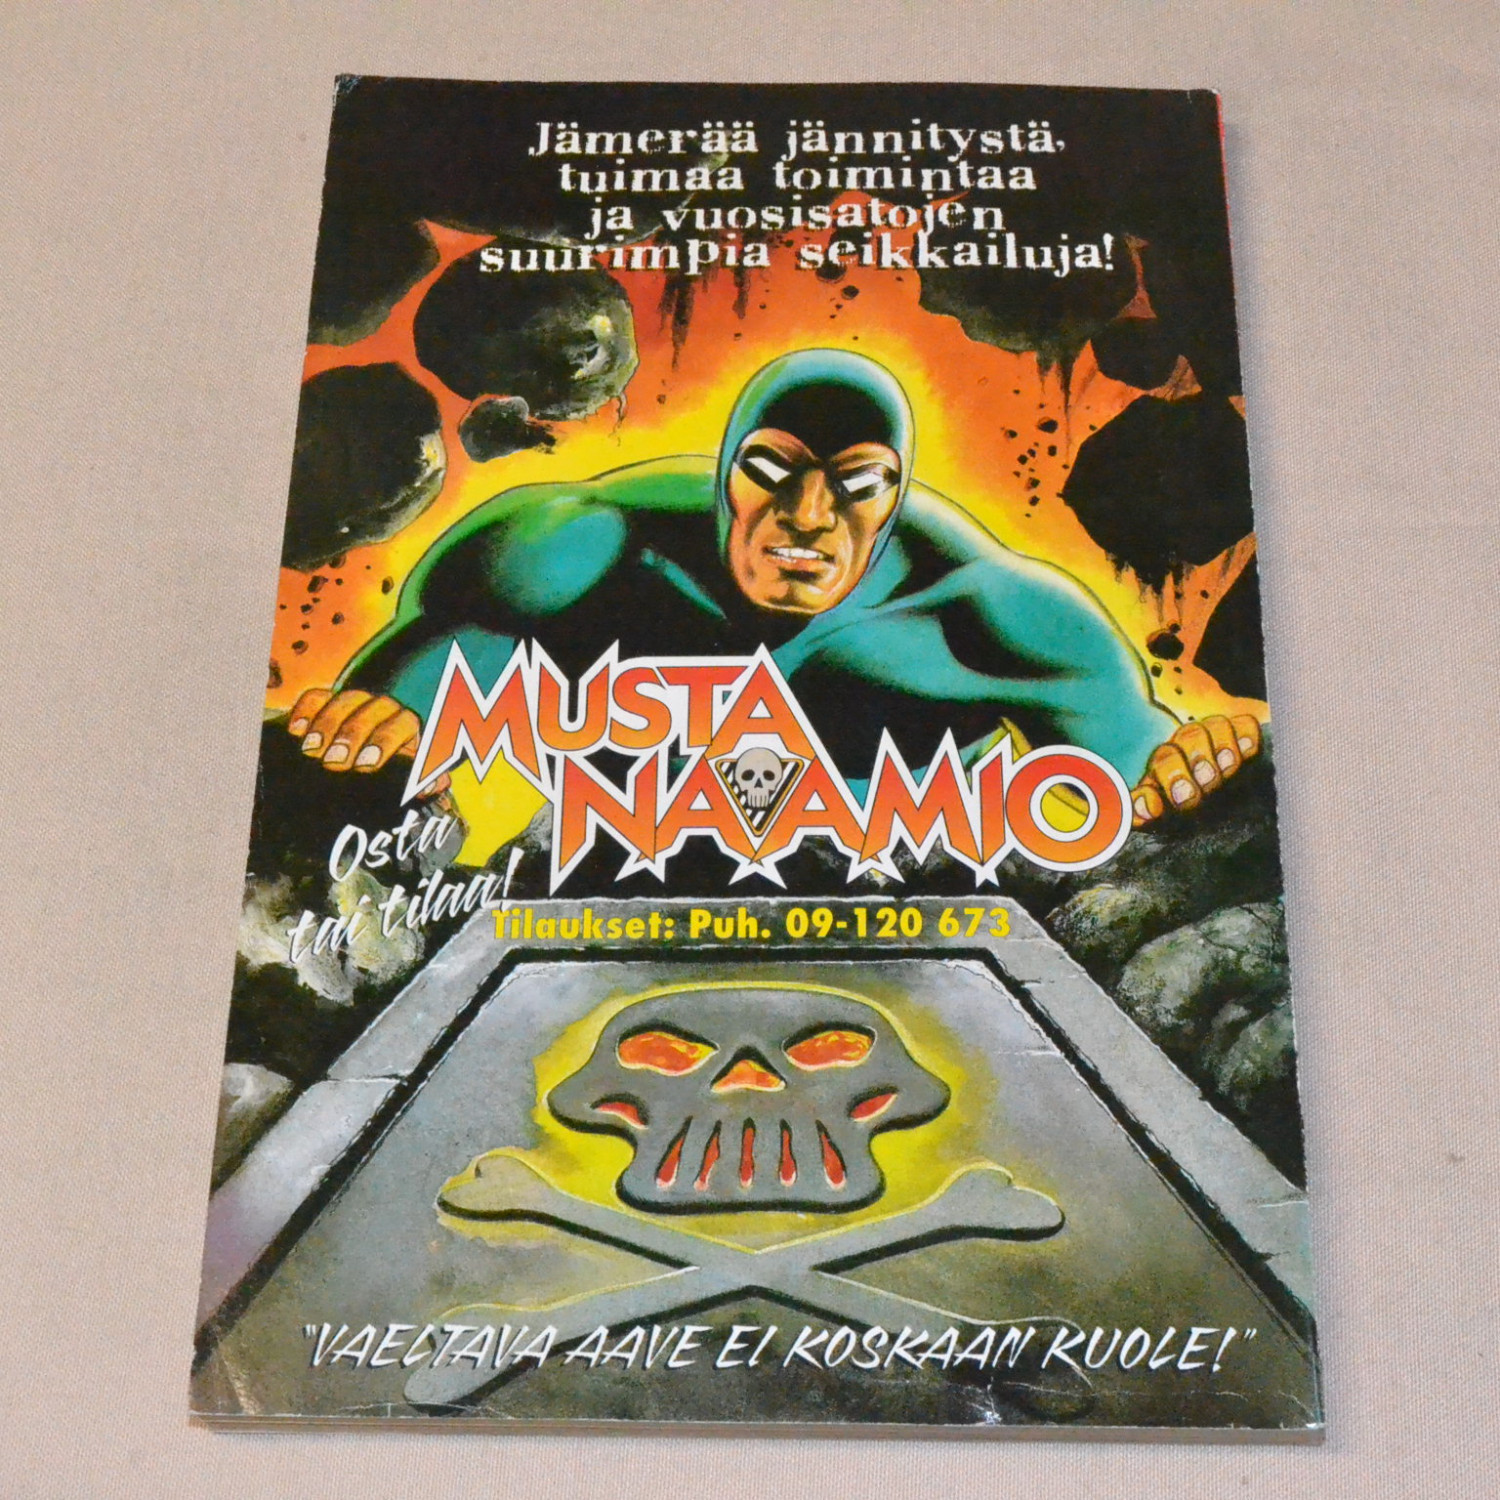 Jämerää jännitystä,
tuimaa toimintaa
ja vuosisatojen
suurimpia seikkailuja!
MUSTA
NAAMIO
Osta
tai tilaa!
Tilaukset: Puh. 09-120 673
"VAELTAVA AAVE EI KOSKAAN KUOLE!"